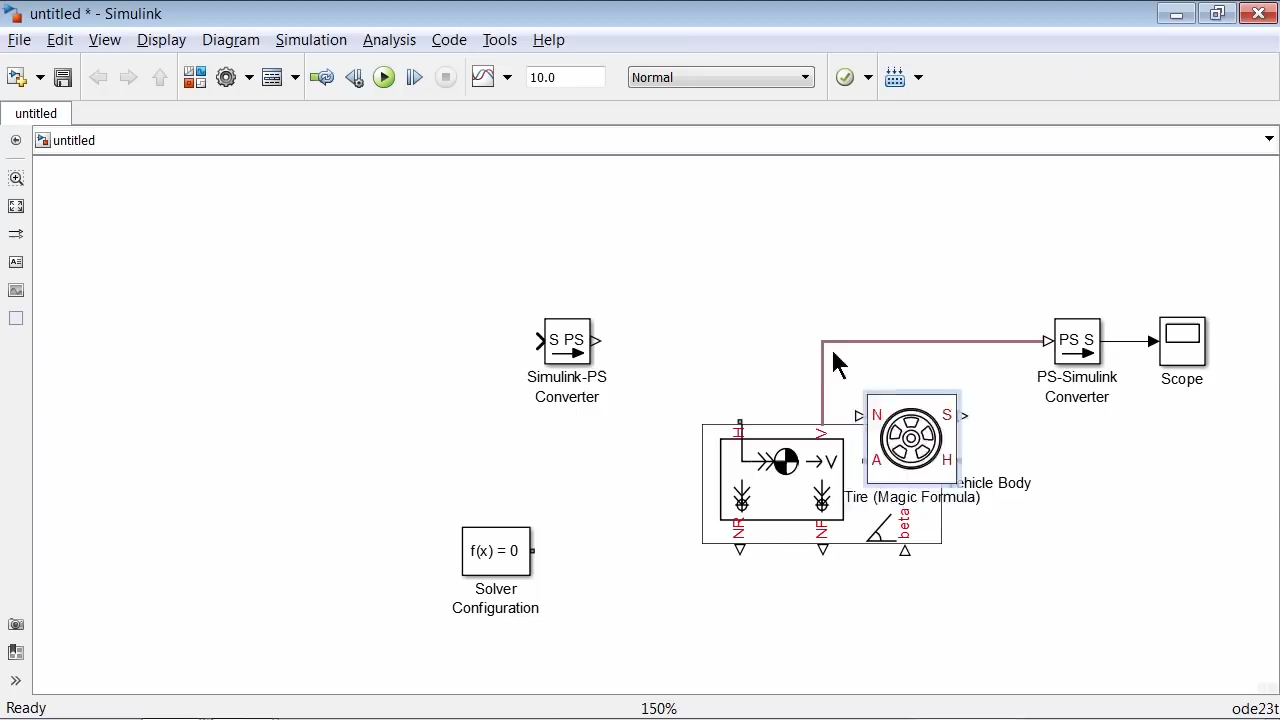 untitled * - Simulink
File Edit View Display Diagram Simulation Analysis Code Tools Help
10.0
Normal
untitled
untitled
S PS
Simulink-PS
Converter
PS S
PS-Simulink
Converter
Scope
H V
V
NR NF beta
N S
A H
Tire (Magic Formula)
ehicle Body
f(x) = 0
Solver
Configuration
Ready 150% ode23t